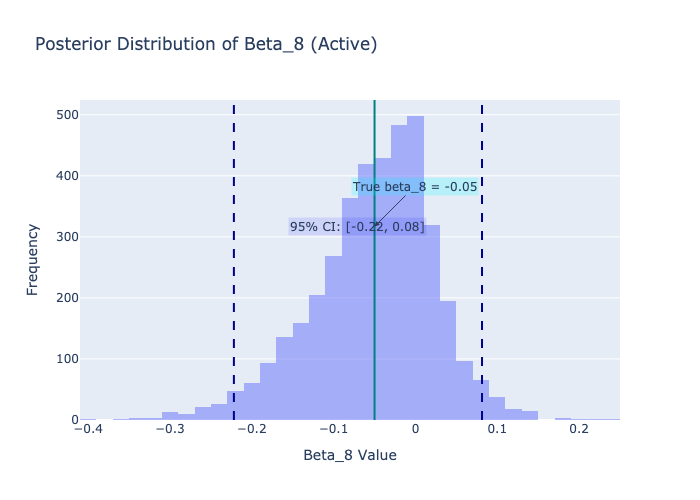 Posterior Distribution of Beta_8 (Active)
500
400
300
200
100
0
Frequency
True beta_8 = -0.05
95% CI: [-0.22, 0.08]
−0.4 −0.3 −0.2 −0.1 0 0.1 0.2
Beta_8 Value